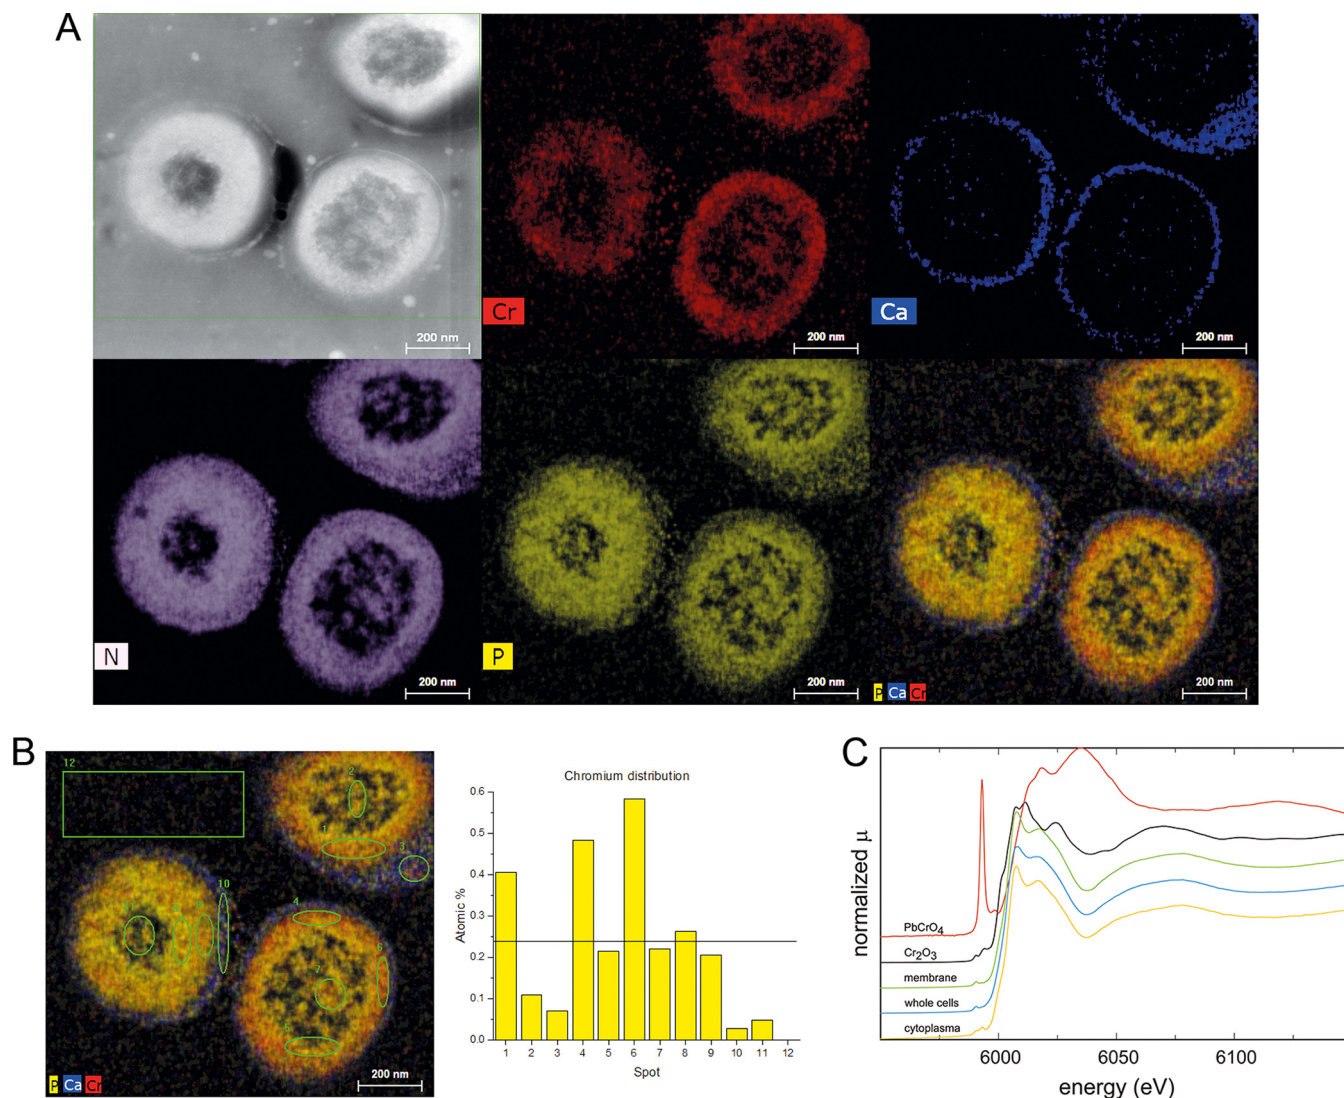 A
Cr
200 nm
200 nm
Ca
200 nm
N
200 nm
P
200 nm
P Ca Cr
200 nm
B
12
2
1
3
10
4
6
7
5
P Ca Cr
200 nm
Chromium distribution
Atomic %
0.6
0.5
0.4
0.3
0.2
0.1
0.0
1 2 3 4 5 6 7 8 9 10 11 12
Spot
C
normalized μ
PbCrO4
Cr2O3
membrane
whole cells
cytoplasma
6000 6050 6100
energy (eV)